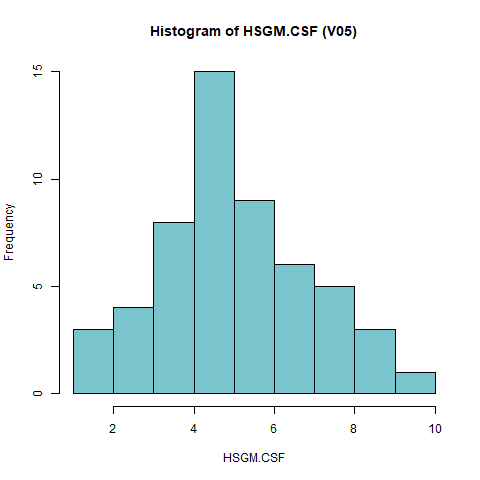 Histogram of HSGM.CSF (V05)
15
10
5
0
Frequency
2 4 6 8 10
HSGM.CSF